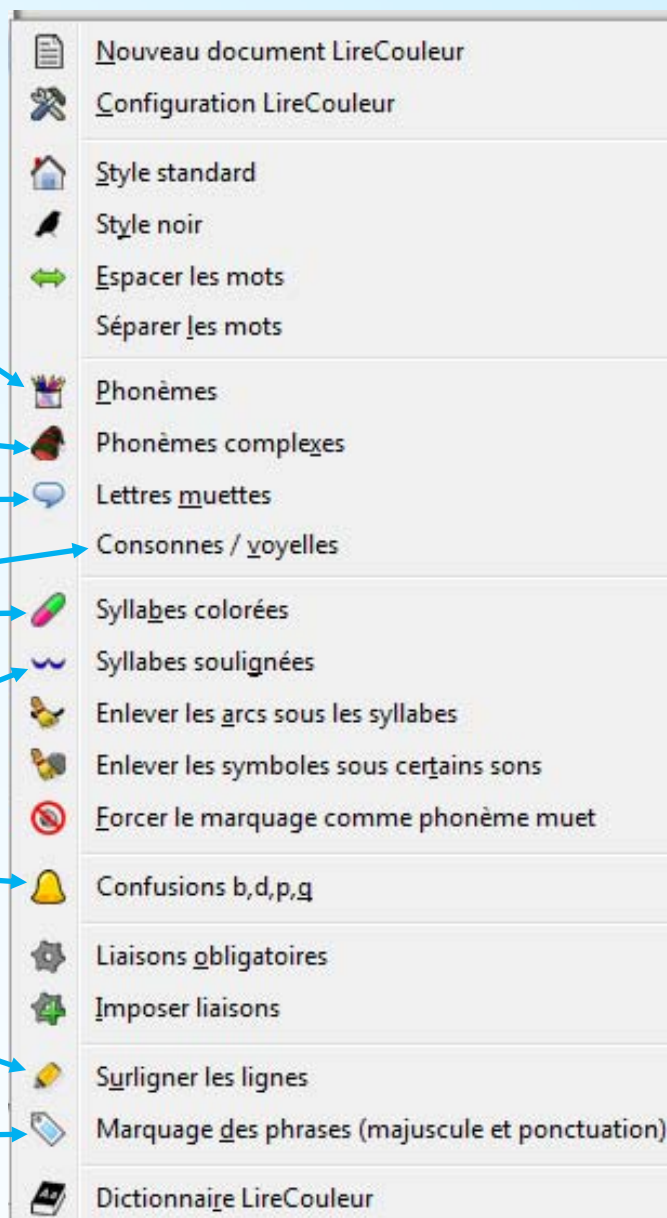 Nouveau document LireCouleur
Configuration LireCouleur
Style standard
Style noir
Espacer les mots
Séparer les mots
Phonèmes
Phonèmes complexes
Lettres muettes
Consonnes / voyelles
Syllabes colorées
Syllabes soulignées
Enlever les arcs sous les syllabes
Enlever les symboles sous certains sons
Forcer le marquage comme phonème muet
Confusions b,d,p,q
Liaisons obligatoires
Imposer liaisons
Surligner les lignes
Marquage des phrases (majuscule et ponctuation)
Dictionnaire LireCouleur